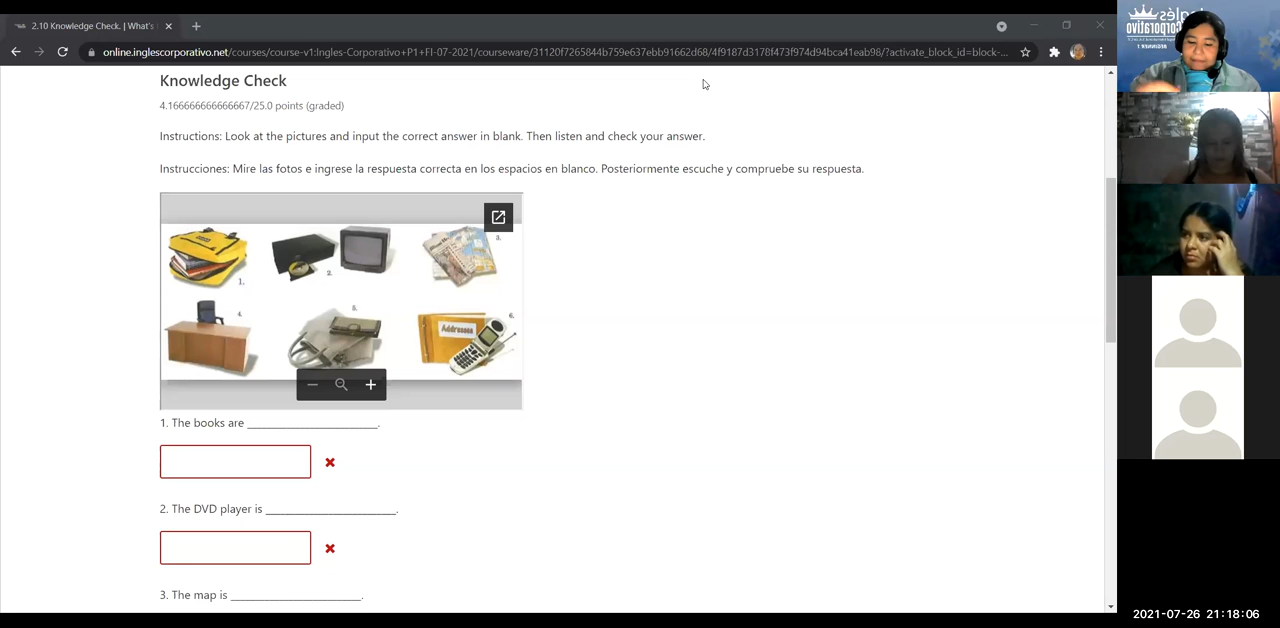 2.10 Knowledge Check. | What's
online.inglescorporativo.net/courses/course-v1:Ingles-Corporativo+P1+FI-07-2021/courseware/31120f7265844b759e637ebb91662d68/4f9187d3178f473f974d94bca41eab98/?activate_block_id=block-...
Knowledge Check
4.166666666666667/25.0 points (graded)
Instructions: Look at the pictures and input the correct answer in blank. Then listen and check your answer.
Instrucciones: Mire las fotos e ingrese la respuesta correcta en los espacios en blanco. Posteriormente escuche y compruebe su respuesta.
1.
2.
3.
4.
5.
6.
Addresses
1. The books are ____________________.
2. The DVD player is ____________________.
3. The map is ____________________.
2021-07-26 21:18:06